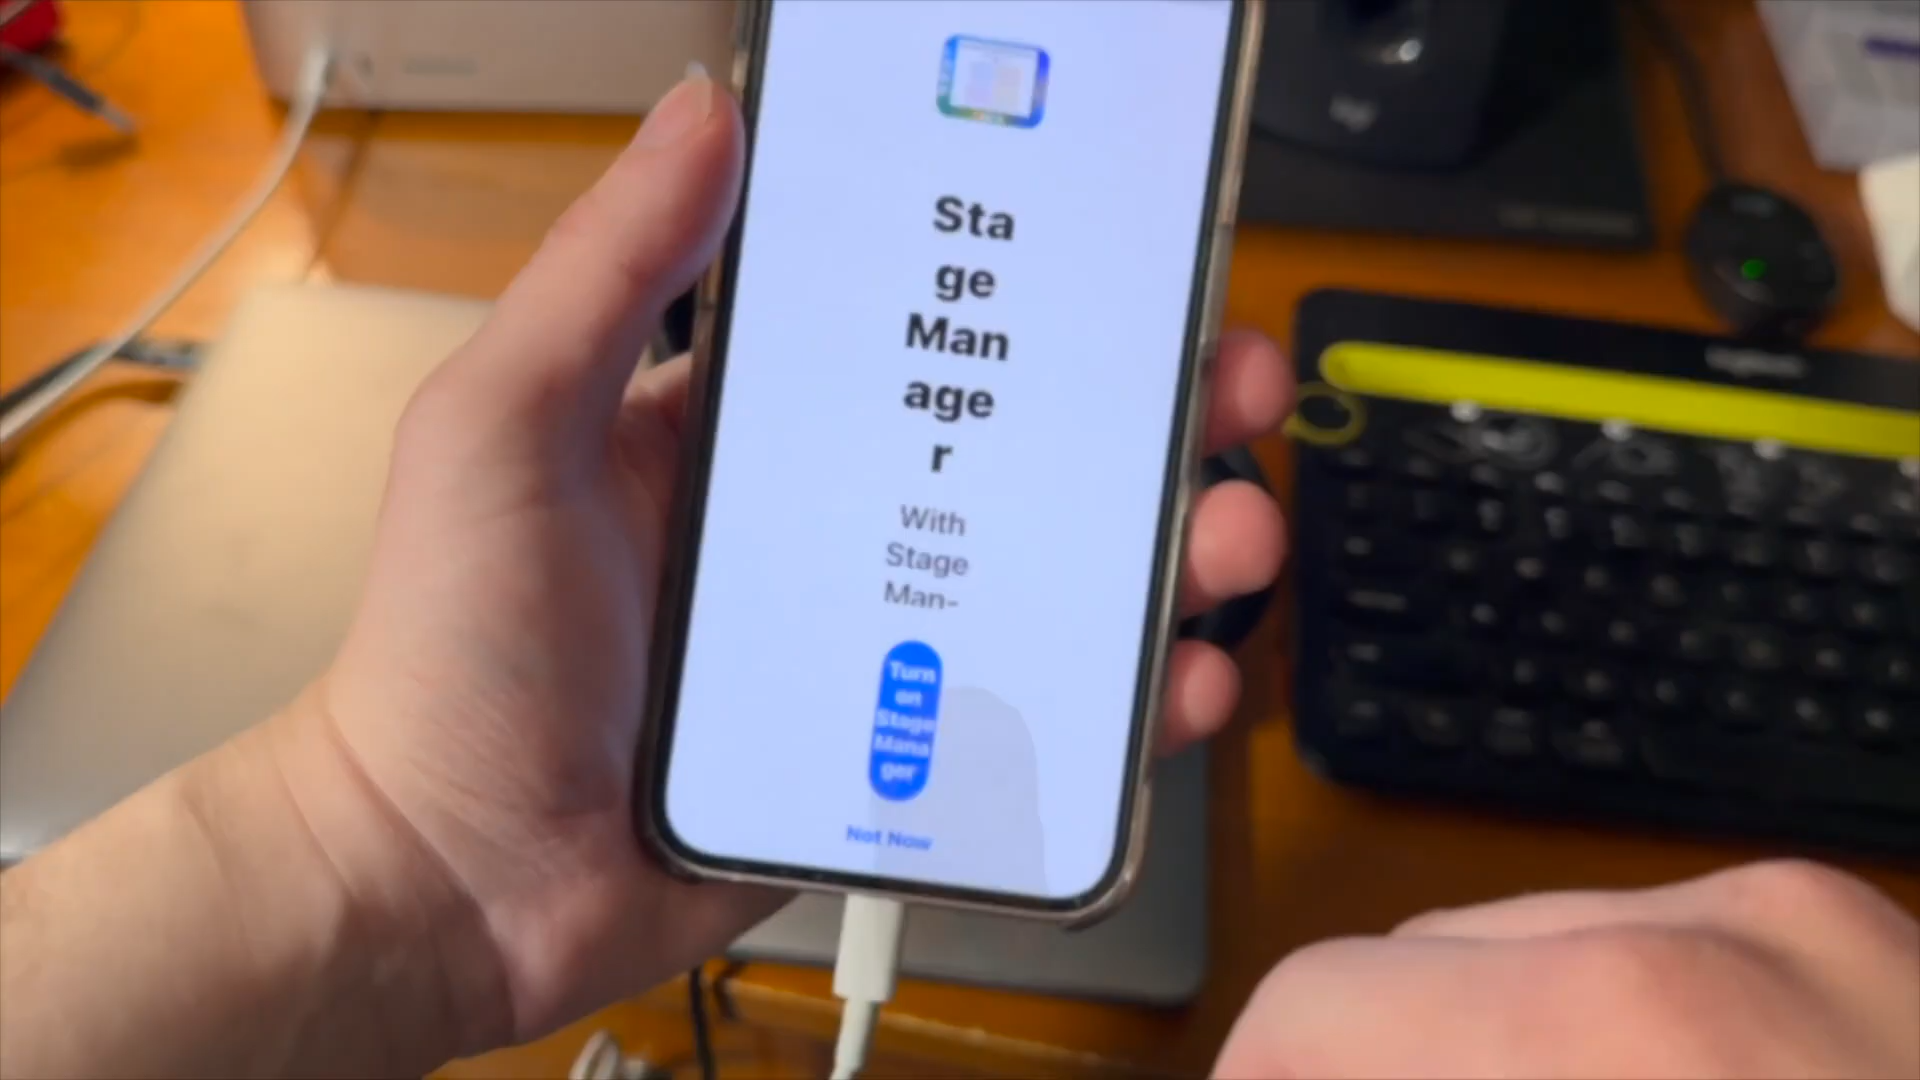 Sta
ge
Man
age
r
With
Stage
Man-
Turn
on
Stage
Mana
ger
Not Now